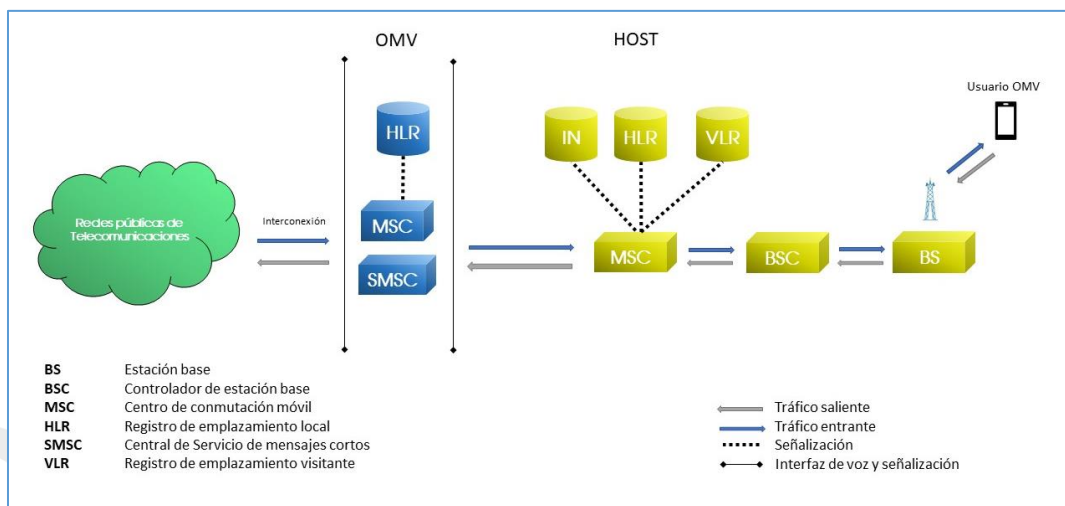 OMV
HOST
Usuario OMV
HLR
IN
HLR
VLR
Redes públicas de
Telecomunicaciones
Interconexión
MSC
SMSC
MSC
BSC
BS
BS Estación base
BSC Controlador de estación base
MSC Centro de conmutación móvil
HLR Registro de emplazamiento local
SMSC Central de Servicio de mensajes cortos
VLR Registro de emplazamiento visitante
Tráfico saliente
Tráfico entrante
Señalización
Interfaz de voz y señalización